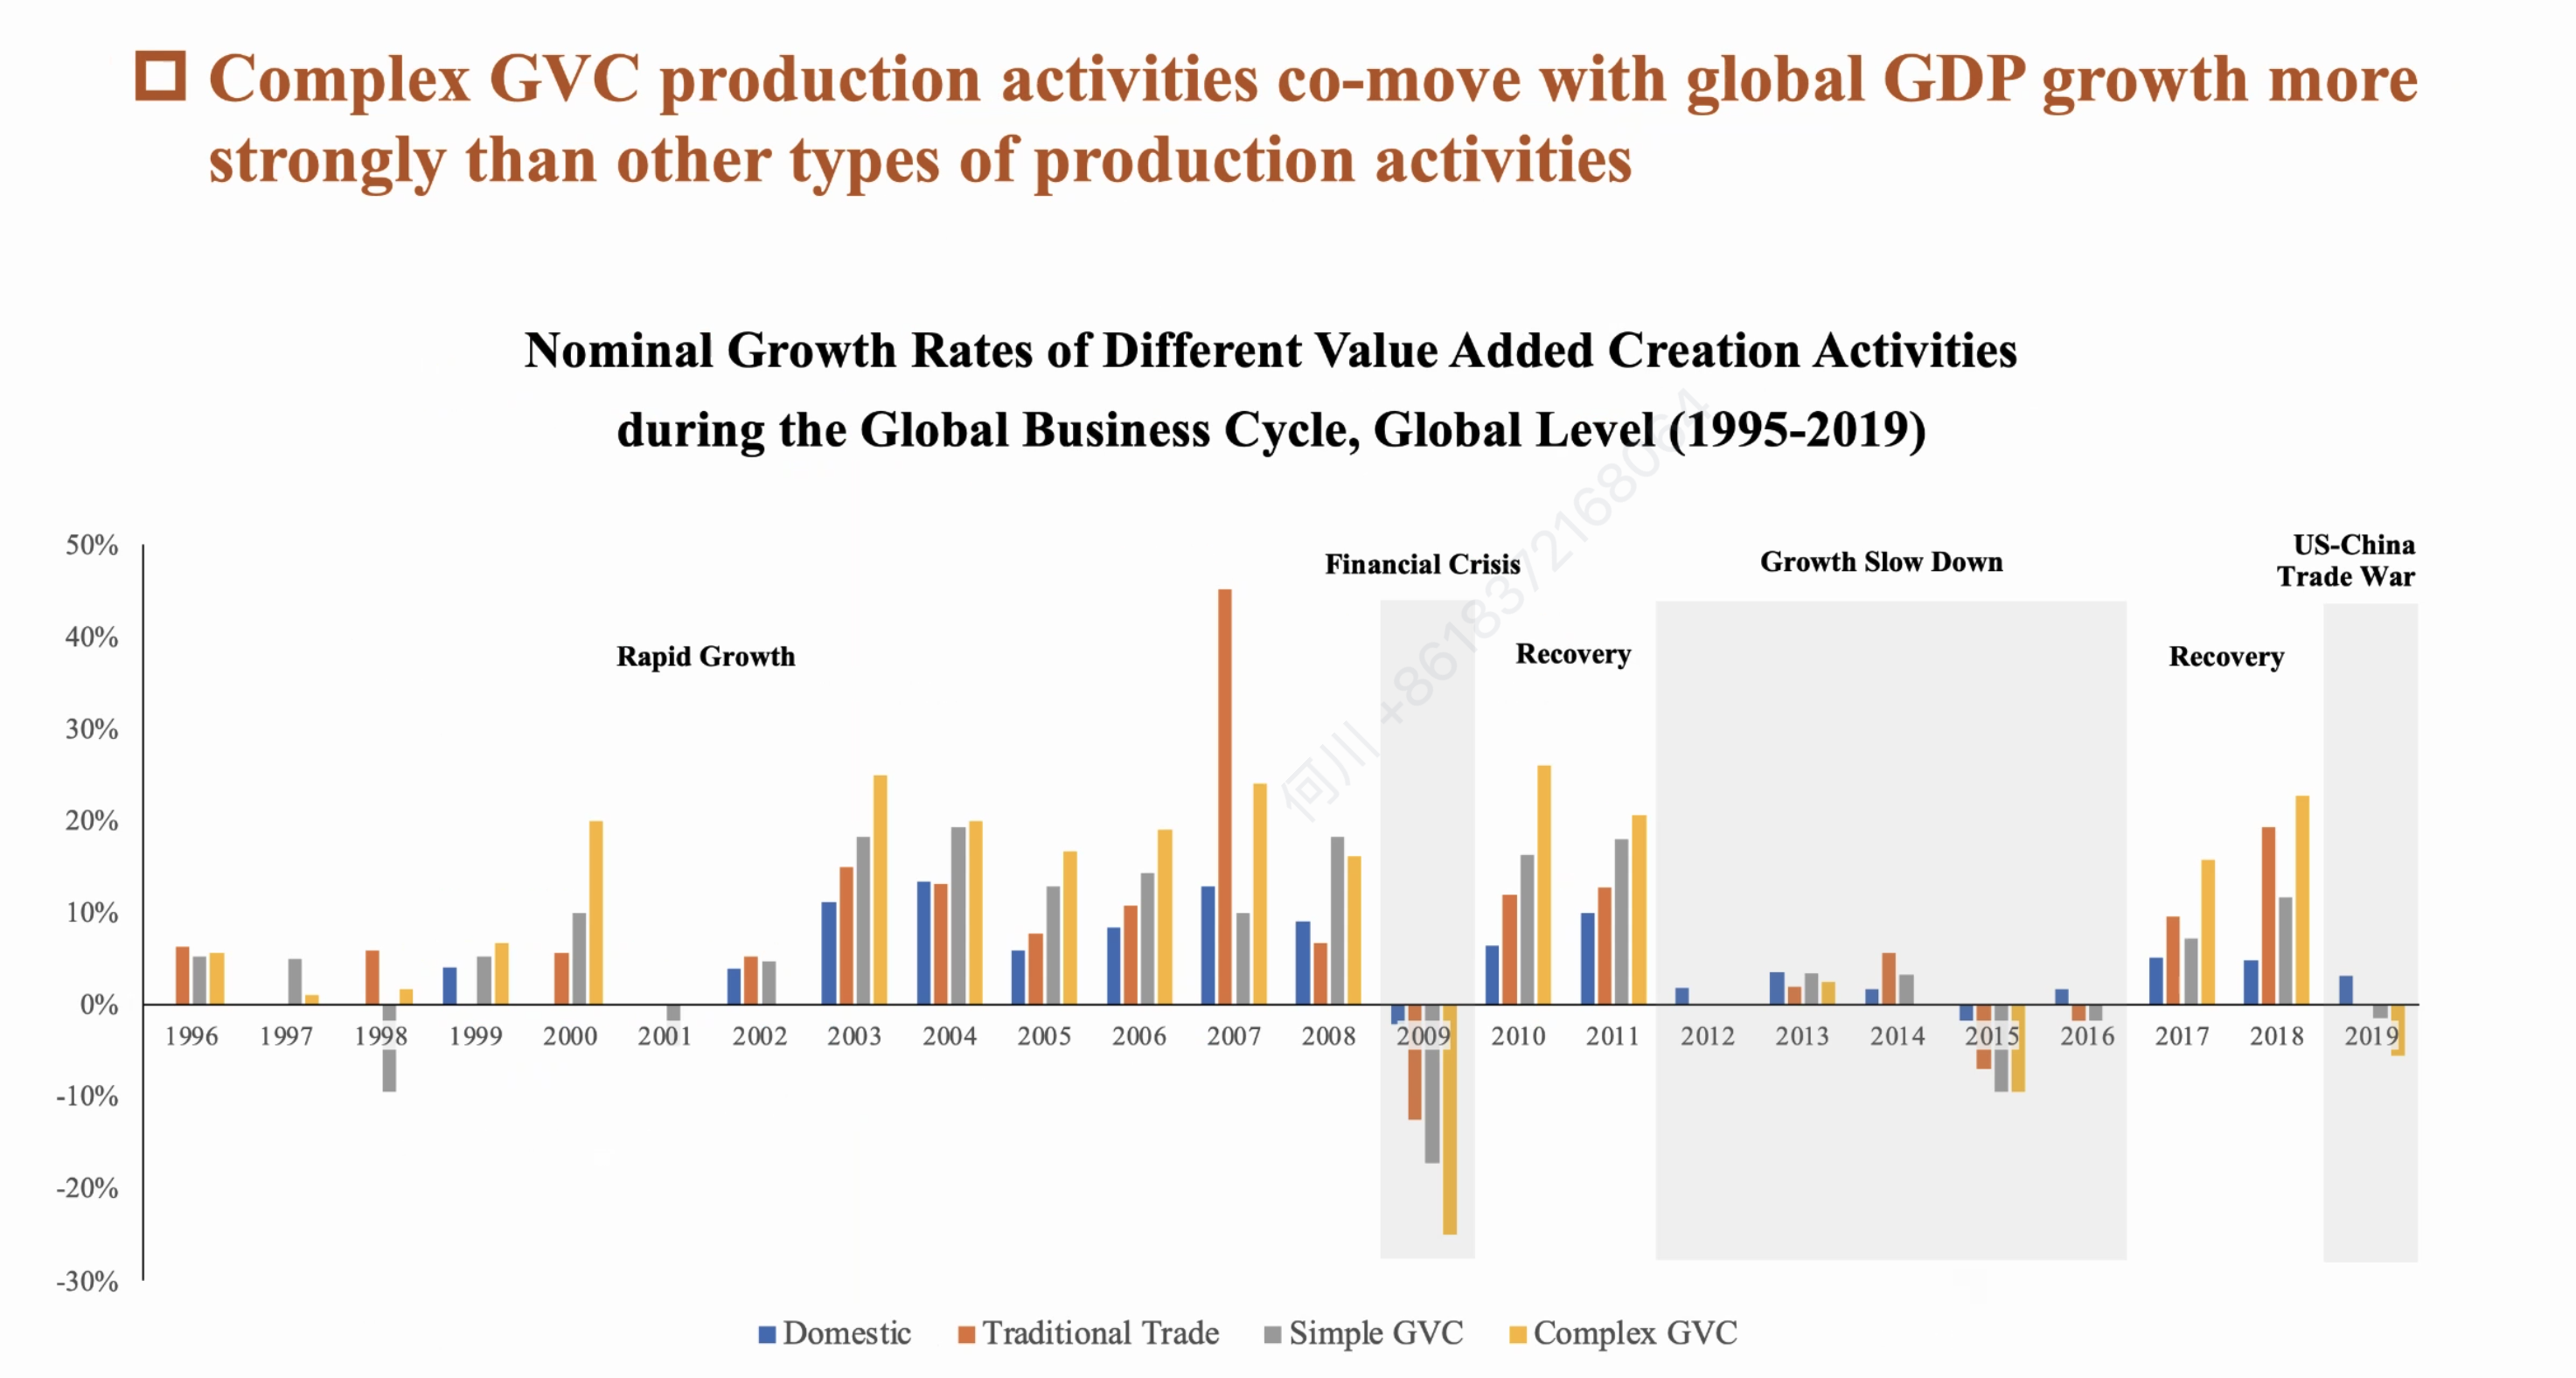 Complex GVC production activities co-move with global GDP growth more
strongly than other types of production activities
Nominal Growth Rates of Different Value Added Creation Activities
during the Global Business Cycle, Global Level (1995-2019)
何川 +8618372168064
50%
40%
30%
20%
10%
0%
-10%
-20%
-30%
Rapid Growth
Financial Crisis
Recovery
Growth Slow Down
Recovery
US-China
Trade War
1996 1997 1998 1999 2000 2001 2002 2003 2004 2005 2006 2007 2008 2009 2010 2011 2012 2013 2014 2015 2016 2017 2018 2019
Domestic Traditional Trade Simple GVC Complex GVC